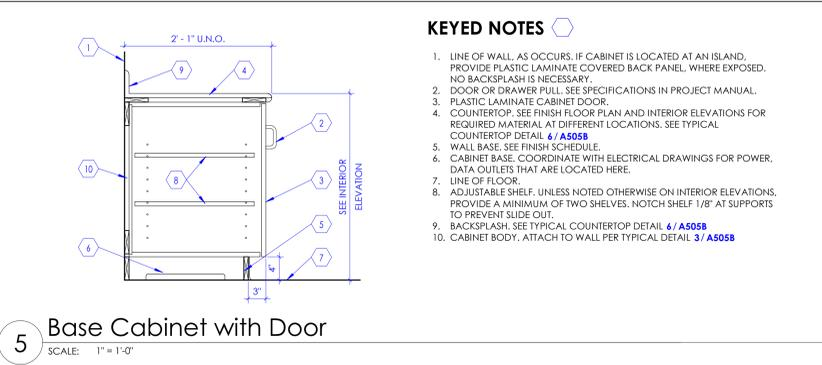 2' - 1" U.N.O.
1
9
4
2
10
8
3
SEE INTERIOR
ELEVATION
5
6
7
4"
3"
5
Base Cabinet with Door
SCALE: 1" = 1'-0"
KEYED NOTES
1. LINE OF WALL, AS OCCURS. IF CABINET IS LOCATED AT AN ISLAND,
PROVIDE PLASTIC LAMINATE COVERED BACK PANEL, WHERE EXPOSED.
NO BACKSPLASH IS NECESSARY.
2. DOOR OR DRAWER PULL. SEE SPECIFICATIONS IN PROJECT MANUAL.
3. PLASTIC LAMINATE CABINET DOOR.
4. COUNTERTOP. SEE FINISH FLOOR PLAN AND INTERIOR ELEVATIONS FOR
REQUIRED MATERIAL AT DIFFERENT LOCATIONS. SEE TYPICAL
COUNTERTOP DETAIL 6 / A505B
5. WALL BASE. SEE FINISH SCHEDULE.
6. CABINET BASE. COORDINATE WITH ELECTRICAL DRAWINGS FOR POWER,
DATA OUTLETS THAT ARE LOCATED HERE.
7. LINE OF FLOOR.
8. ADJUSTABLE SHELF. UNLESS NOTED OTHERWISE ON INTERIOR ELEVATIONS,
PROVIDE A MINIMUM OF TWO SHELVES. NOTCH SHELF 1/8" AT SUPPORTS
TO PREVENT SLIDE OUT.
9. BACKSPLASH. SEE TYPICAL COUNTERTOP DETAIL 6 / A505B
10. CABINET BODY. ATTACH TO WALL PER TYPICAL DETAIL 3 / A505B